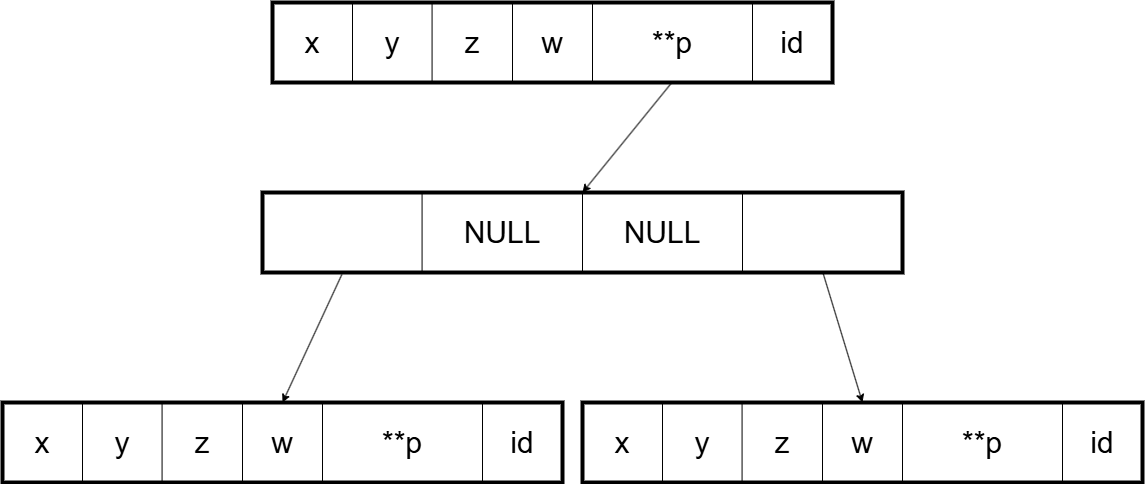 x y z w **p id
NULL NULL
x y z w **p id x y z w **p id